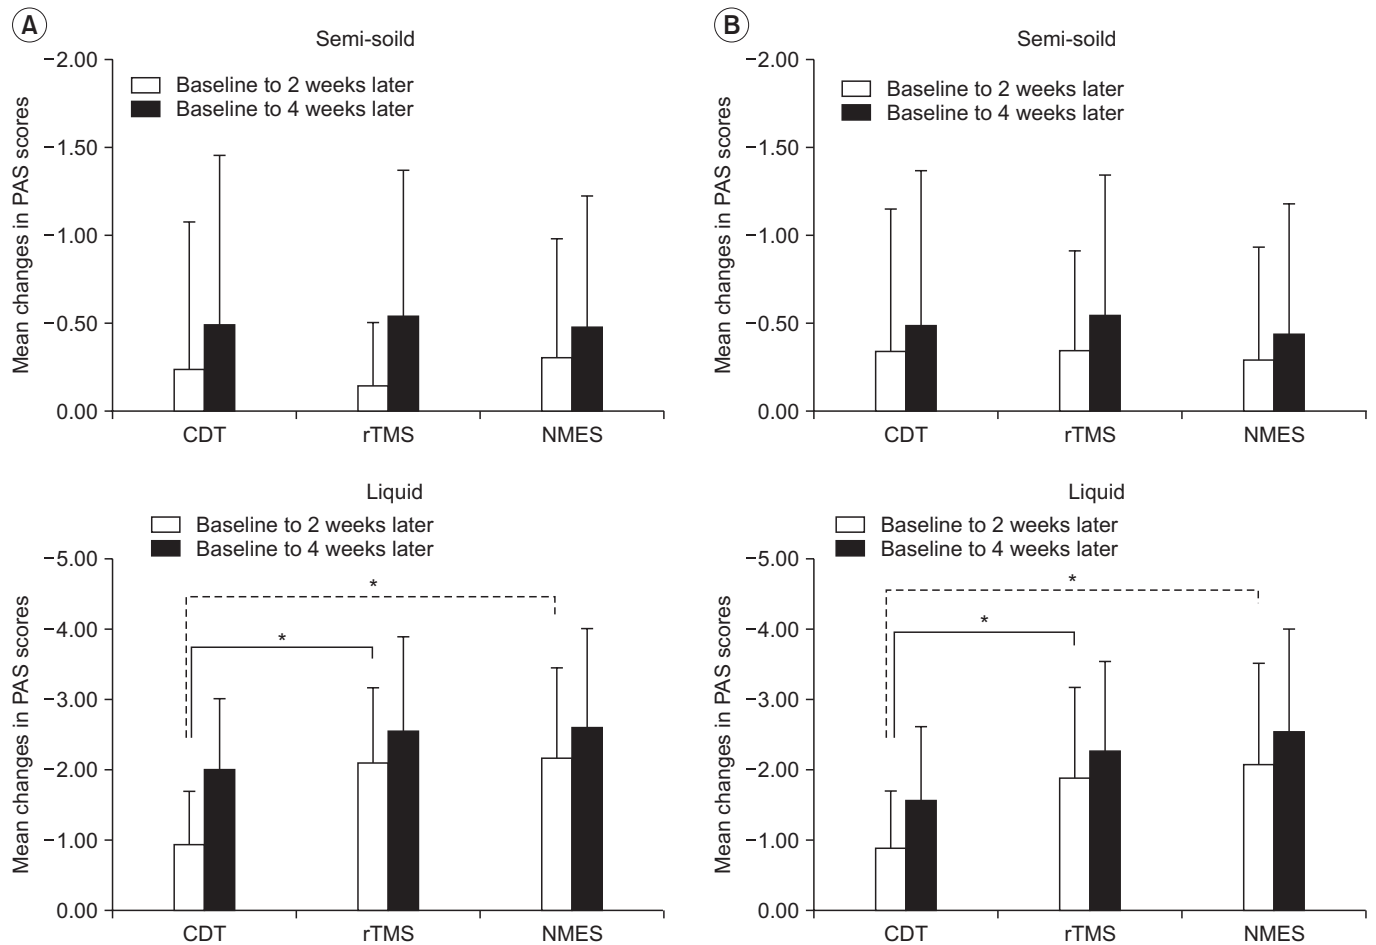 A
Semi-soild
Baseline to 2 weeks later
Baseline to 4 weeks later
Mean changes in PAS scores
−2.00
−1.50
−1.00
−0.50
0.00
CDT rTMS NMES
B
Semi-soild
Baseline to 2 weeks later
Baseline to 4 weeks later
Mean changes in PAS scores
−2.00
−1.50
−1.00
−0.50
0.00
CDT rTMS NMES
Liquid
Baseline to 2 weeks later
Baseline to 4 weeks later
Mean changes in PAS scores
−5.00
−4.00
−3.00
−2.00
−1.00
0.00
*
*
CDT rTMS NMES
Liquid
Baseline to 2 weeks later
Baseline to 4 weeks later
Mean changes in PAS scores
−5.00
−4.00
−3.00
−2.00
−1.00
0.00
*
*
CDT rTMS NMES